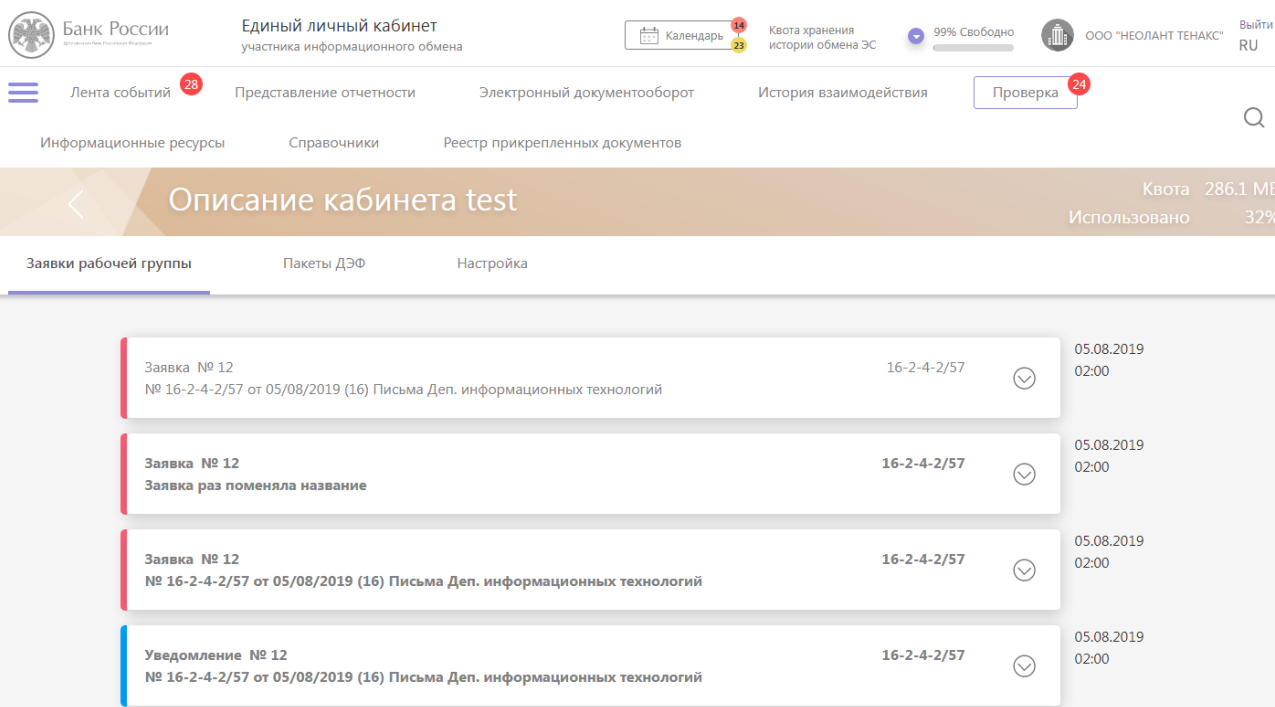 Банк России
Единый личный кабинет
участника информационного обмена
Календарь
14
23
Квота хранения
истории обмена ЭС
99% Свободно
ООО "НЕОЛАНТ ТЕНАКС"
Выйти
RU
Лента событий 28
Представление отчетности
Электронный документооборот
История взаимодействия
Проверка 24
Информационные ресурсы
Справочники
Реестр прикрепленных документов
Описание кабинета test
Квота 286.1
Использовано 32%
Заявки рабочей группы
Пакеты ДЭФ
Настройка
Заявка № 12 16-2-4-2/57
№ 16-2-4-2/57 от 05/08/2019 (16) Письма Деп. информационных технологий
05.08.2019
02:00
Заявка № 12 16-2-4-2/57
Заявка раз поменяла название
05.08.2019
02:00
Заявка № 12 16-2-4-2/57
№ 16-2-4-2/57 от 05/08/2019 (16) Письма Деп. информационных технологий
05.08.2019
02:00
Уведомление № 12 16-2-4-2/57
№ 16-2-4-2/57 от 05/08/2019 (16) Письма Деп. информационных технологий
05.08.2019
02:00